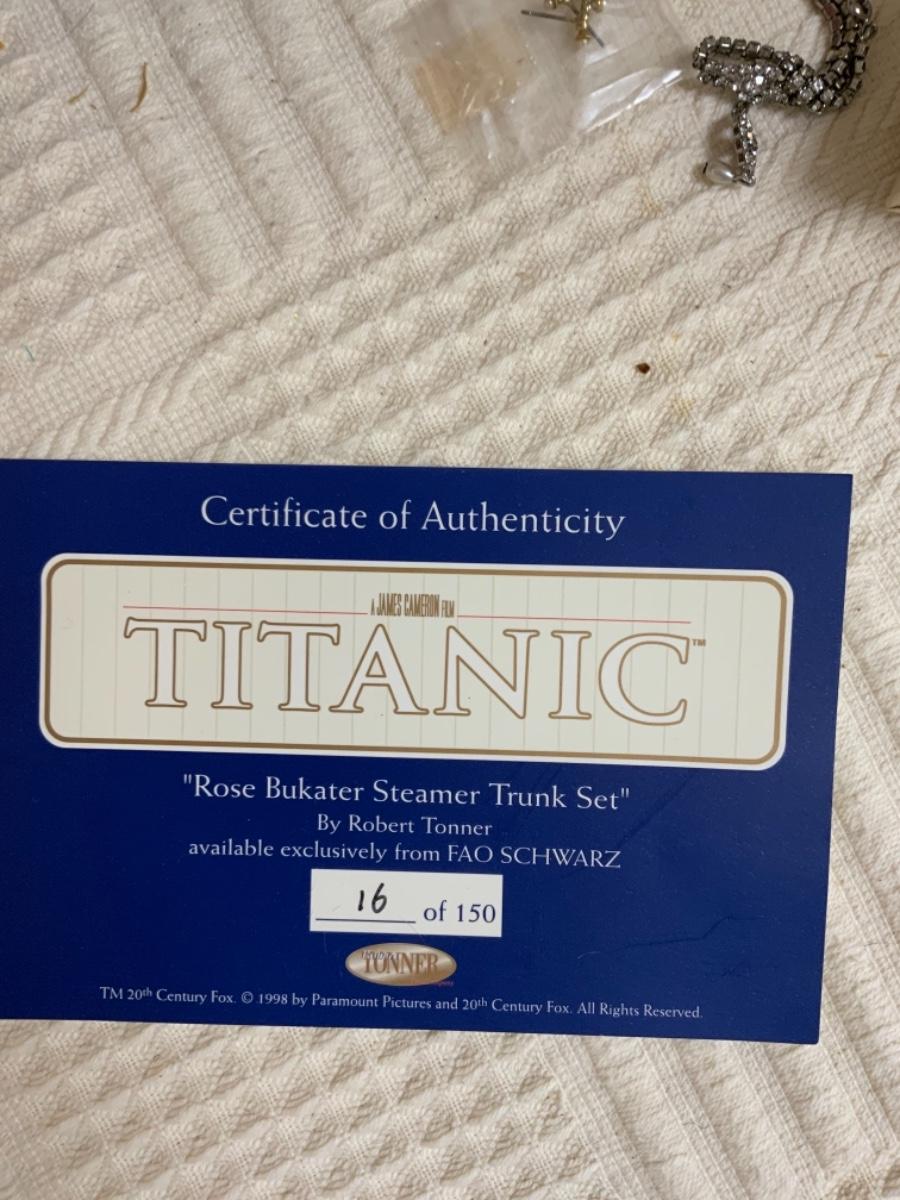 Certificate of Authenticity
A JAMES CAMERON FILM
TITANIC™
"Rose Bukater Steamer Trunk Set"
By Robert Tonner
available exclusively from FAO SCHWARZ
16 of 150
TONNER
TM 20th Century Fox. © 1998 by Paramount Pictures and 20th Century Fox. All Rights Reserved.